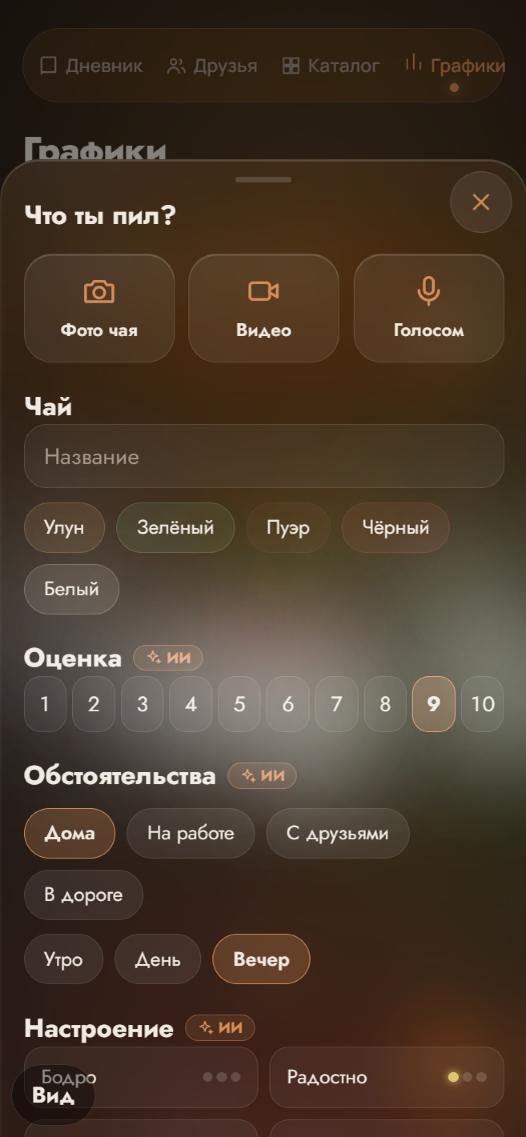 Дневник Друзья Каталог Графики
Графики
Что ты пил?
Фото чая Видео Голосом
Чай
Название
Улун Зелёный Пуэр Чёрный
Белый
Оценка ИИ
1 2 3 4 5 6 7 8 9 10
Обстоятельства ИИ
Дома На работе С друзьями
В дороге
Утро День Вечер
Настроение ИИ
Бодро Радостно
Вид